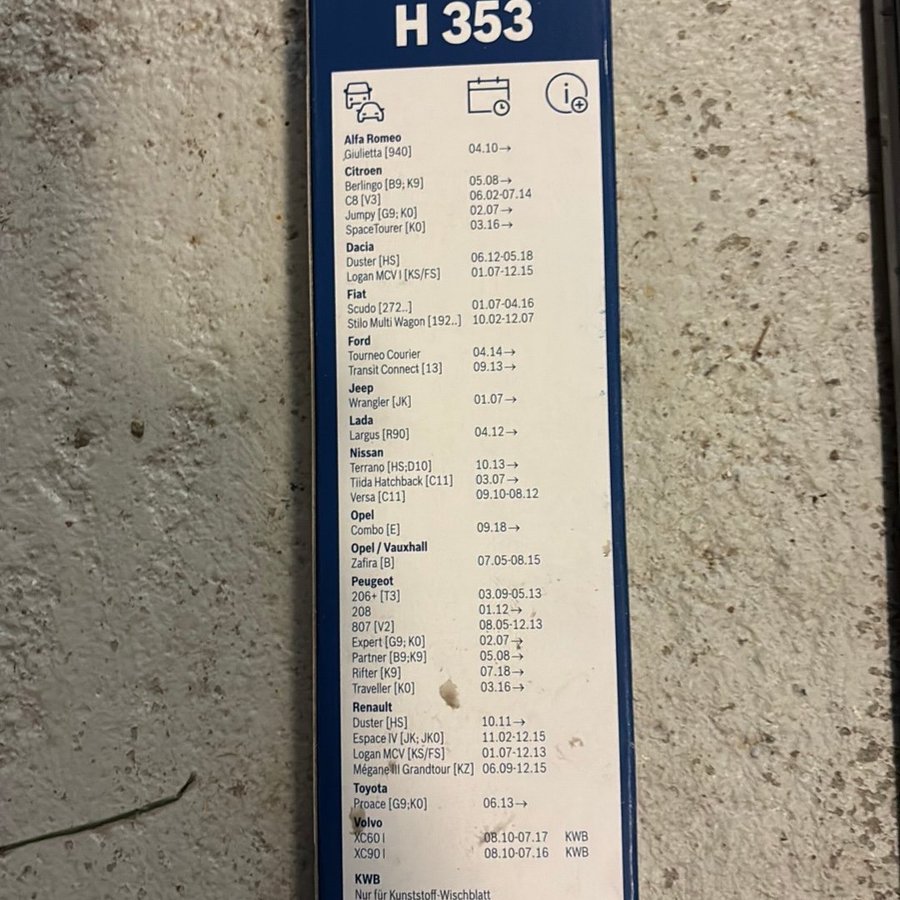 H 353
Alfa Romeo
Giulietta [940] 04.10→
Citroen
Berlingo [B9; K9] 05.08→
C8 [V3] 06.02-07.14
Jumpy [G9; K0] 02.07→
SpaceTourer [K0] 03.16→
Dacia
Duster [HS] 06.12-05.18
Logan MCV I [KS/FS] 01.07-12.15
Fiat
Scudo [272..] 01.07-04.16
Stilo Multi Wagon [192..] 10.02-12.07
Ford
Tourneo Courier 04.14→
Transit Connect [13] 09.13→
Jeep
Wrangler [JK] 01.07→
Lada
Largus [R90] 04.12→
Nissan
Terrano [HS;D10] 10.13→
Tiida Hatchback [C11] 03.07→
Versa [C11] 09.10-08.12
Opel
Combo [E] 09.18→
Opel / Vauxhall
Zafira [B] 07.05-08.15
Peugeot
206+ [T3] 03.09-05.13
208 01.12→
807 [V2] 08.05-12.13
Expert [G9; K0] 02.07→
Partner [B9;K9] 05.08→
Rifter [K9] 07.18→
Traveller [K0] 03.16→
Renault
Duster [HS] 10.11→
Espace IV [JK; JK0] 11.02-12.15
Logan MCV [KS/FS] 01.07-12.13
Mégane III Grandtour [KZ] 06.09-12.15
Toyota
Proace [G9;K0] 06.13→
Volvo
XC60 I 08.10-07.17 KWB
XC90 I 08.10-07.16 KWB
KWB
Nur für Kunststoff-Wischblatt